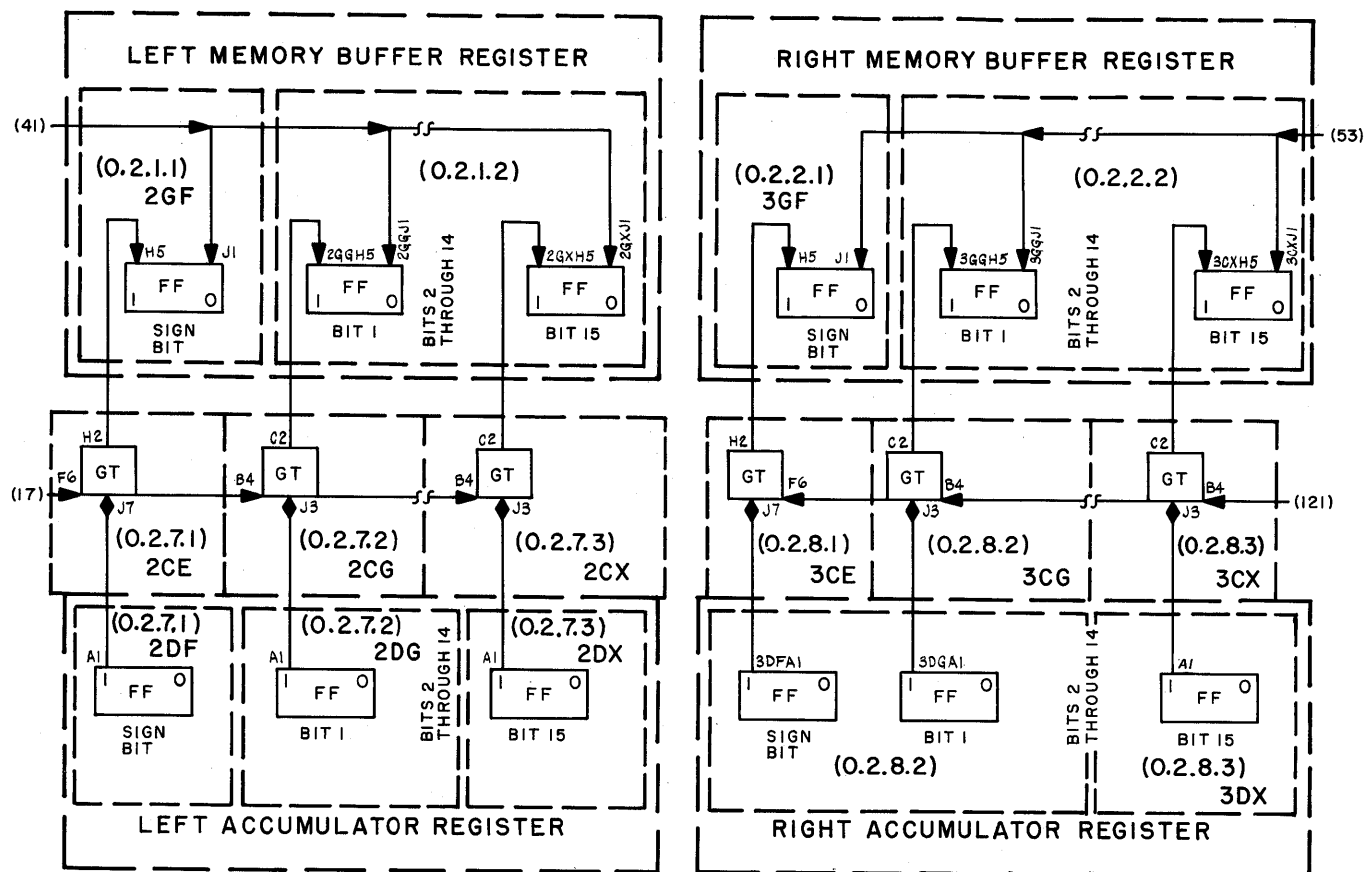 LEFT MEMORY BUFFER REGISTER
(41)
(0.2.1.1)
2GF
(0.2.1.2)
H5
J1
2GGH5
2GGJ1
2GXH5
2GXJ1
FF
1 0
SIGN
BIT
FF
1 0
BIT 1
BITS 2
THROUGH 14
FF
1 0
BIT 15
RIGHT MEMORY BUFFER REGISTER
(53)
(0.2.2.1)
3GF
(0.2.2.2)
H5
J1
3GGH5
3GGJ1
3CXH5
3CXJ1
FF
1 0
SIGN
BIT
FF
1 0
BIT 1
BITS 2
THROUGH 14
FF
1 0
BIT 15
H2
GT
F6
(17)
J7
(0.2.7.1)
2CE
C2
GT
B4
J3
(0.2.7.2)
2CG
C2
GT
B4
J3
(0.2.7.3)
2CX
H2
GT
F6
J7
(0.2.8.1)
3CE
C2
GT
B4
J3
(0.2.8.2)
3CG
C2
GT
B4
J3
(121)
(0.2.8.3)
3CX
(0.2.7.1)
2DF
A1
1 0
FF
SIGN
BIT
(0.2.7.2)
2DG
A1
1 0
FF
BIT 1
BITS 2
THROUGH 14
(0.2.7.3)
2DX
A1
1 0
FF
BIT 15
LEFT ACCUMULATOR REGISTER
3DFA1
1 0
FF
SIGN
BIT
3DGA1
1 0
FF
BIT 1
(0.2.8.2)
BITS 2
THROUGH 14
A1
1 0
FF
BIT 15
(0.2.8.3)
3DX
RIGHT ACCUMULATOR REGISTER